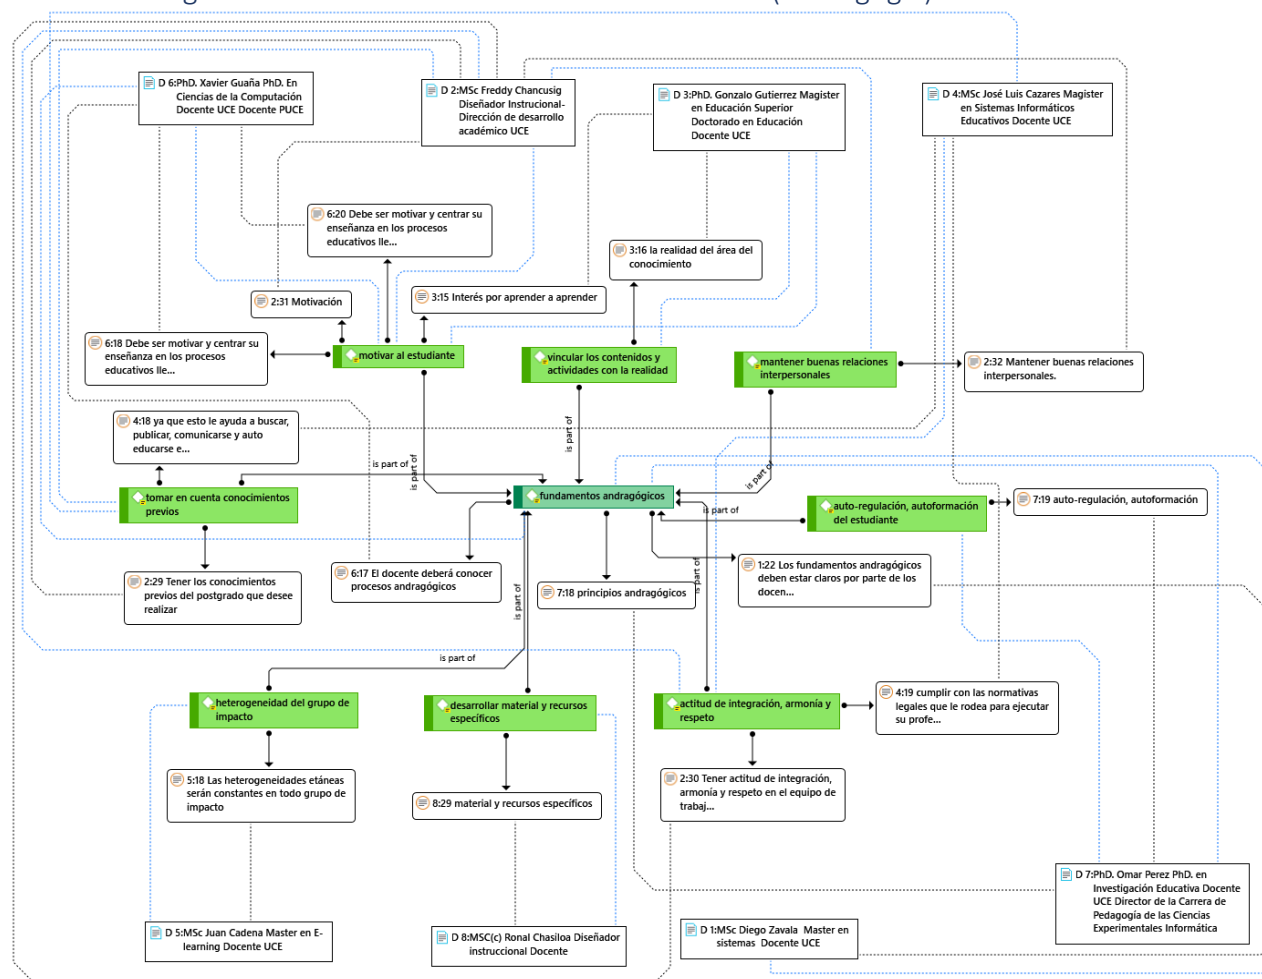 D 6:PhD. Xavier Guaña PhD. En
Ciencias de la Computación
Docente UCE Docente PUCE
D 2:MSc Freddy Chancusig
Diseñador Instrucional-
Dirección de desarrollo
académico UCE
D 3:PhD. Gonzalo Gutierrez Magister
en Educación Superior
Doctorado en Educación
Docente UCE
D 4:MSc José Luis Cazares Magister
en Sistemas Informáticos
Educativos Docente UCE
6:20 Debe ser motivar y centrar su
enseñanza en los procesos
educativos lle...
3:16 la realidad del área del
conocimiento
2:31 Motivación
3:15 Interés por aprender a aprender
6:18 Debe ser motivar y centrar su
enseñanza en los procesos
educativos lle...
motivar al estudiante
vincular los contenidos y
actividades con la realidad
mantener buenas relaciones
interpersonales
2:32 Mantener buenas relaciones
interpersonales.
4:18 ya que esto le ayuda a buscar,
publicar, comunicarse y auto
educarse e...
is part of
is part of
is part of
is part of
tomar en cuenta conocimientos
previos
fundamentos andragógicos
is part of
auto-regulación, autoformación
del estudiante
7:19 auto-regulación, autoformación
2:29 Tener los conocimientos
previos del postgrado que desee
realizar
6:17 El docente deberá conocer
procesos andragógicos
7:18 principios andragógicos
1:22 Los fundamentos andragógicos
deben estar claros por parte de los
docen...
is part of
is part of
is part of
heterogeneidad del grupo de
impacto
desarrollar material y recursos
específicos
actitud de integración, armonía y
respeto
4:19 cumplir con las normativas
legales que le rodea para ejecutar
su profe...
5:18 Las heterogeneidades etáneas
serán constantes en todo grupo de
impacto
8:29 material y recursos específicos
2:30 Tener actitud de integración,
armonía y respeto en el equipo de
trabaj...
D 5:MSc Juan Cadena Master en E-
learning Docente UCE
D 8:MSC(c) Ronal Chasiloa Diseñador
instruccional Docente
D 1:MSc Diego Zavala Master en
sistemas Docente UCE
D 7:PhD. Omar Perez PhD. en
Investigación Educativa Docente
UCE Director de la Carrera de
Pedagogía de las Ciencias
Experimentales Informática